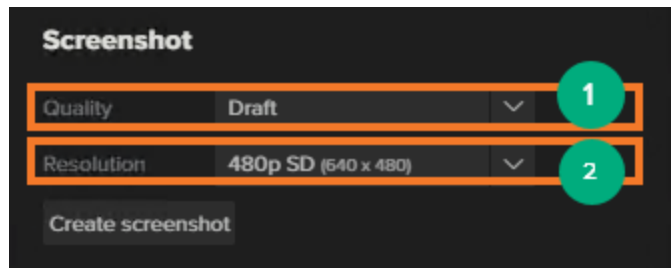 Screenshot
Quality Draft 1
Resolution 480p SD (640 x 480) 2
Create screenshot